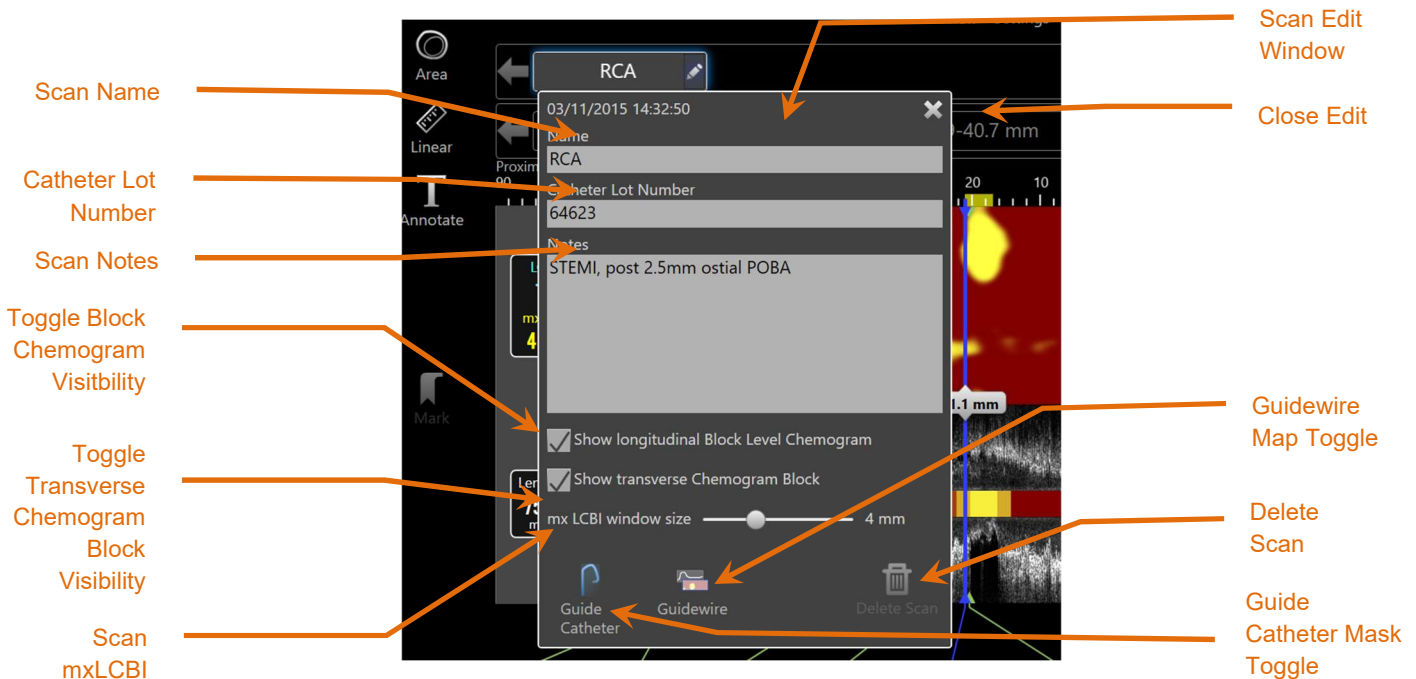 Scan Edit
Window
Close Edit
Scan Name
Catheter Lot
Number
Scan Notes
Toggle Block
Chemogram
Visitbility
Toggle
Transverse
Chemogram
Block
Visibility
Scan
mxLCBI
Area
Linear
Annotate
Mark
RCA
03/11/2015 14:32:50
Name
RCA
Catheter Lot Number
64623
Notes
STEMI, post 2.5mm ostial POBA
Show longitudinal Block Level Chemogram
Show transverse Chemogram Block
mx LCBI window size 4 mm
Guide
Catheter
Guidewire
Delete Scan
-40.7 mm
90
20 10
.1 mm
Guidewire
Map Toggle
Delete
Scan
Guide
Catheter Mask
Toggle